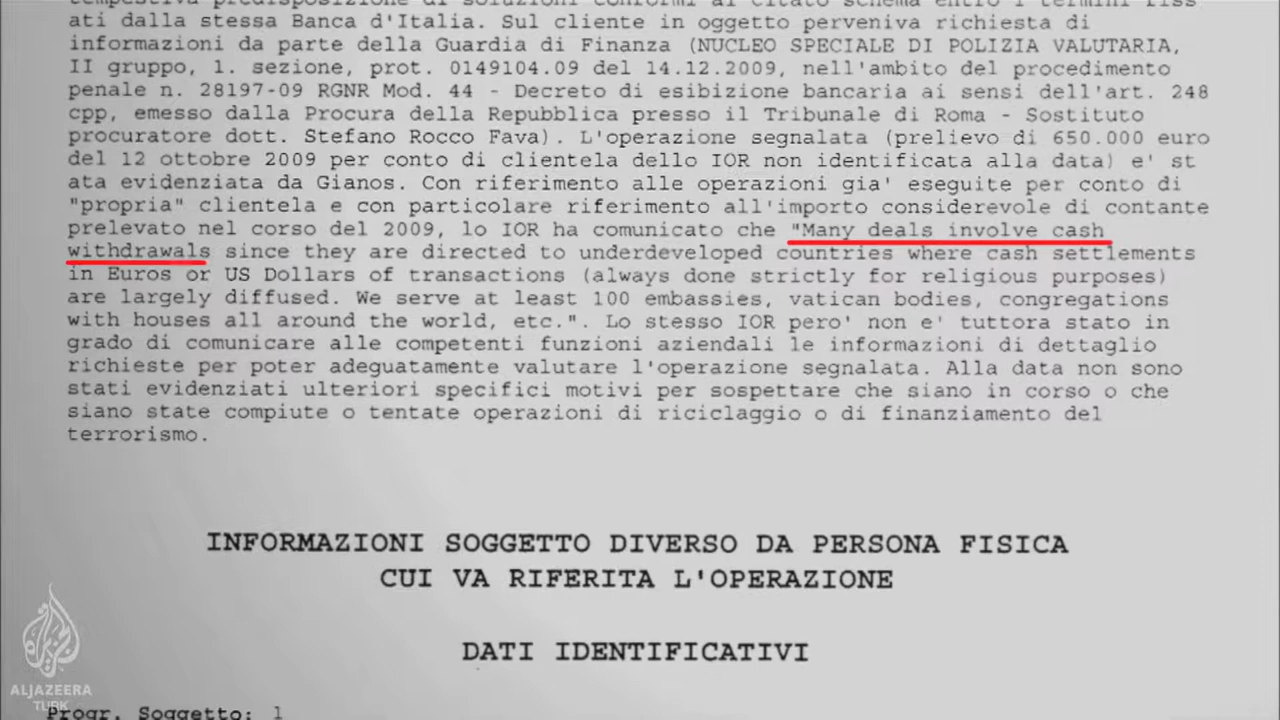 tempestiva predisposizione di soluzioni conformi al citato schema entro i termini fiss
ati dalla stessa Banca d'Italia. Sul cliente in oggetto perveniva richiesta di
informazioni da parte della Guardia di Finanza (NUCLEO SPECIALE DI POLIZIA VALUTARIA,
II gruppo, 1. sezione, prot. 0149104.09 del 14.12.2009, nell'ambito del procedimento
penale n. 28197-09 RGNR Mod. 44 - Decreto di esibizione bancaria ai sensi dell'art. 248
cpp, emesso dalla Procura della Repubblica presso il Tribunale di Roma - Sostituto
procuratore dott. Stefano Rocco Fava). L'operazione segnalata (prelievo di 650.000 euro
del 12 ottobre 2009 per conto di clientela dello IOR non identificata alla data) e' st
ata evidenziata da Gianos. Con riferimento alle operazioni gia' eseguite per conto di
"propria" clientela e con particolare riferimento all'importo considerevole di contante
prelevato nel corso del 2009, lo IOR ha comunicato che "Many deals involve cash
withdrawals since they are directed to underdeveloped countries where cash settlements
in Euros or US Dollars of transactions (always done strictly for religious purposes)
are largely diffused. We serve at least 100 embassies, vatican bodies, congregations
with houses all around the world, etc.". Lo stesso IOR pero' non e' tuttora stato in
grado di comunicare alle competenti funzioni aziendali le informazioni di dettaglio
richieste per poter adeguatamente valutare l'operazione segnalata. Alla data non sono
stati evidenziati ulteriori specifici motivi per sospettare che siano in corso o che
siano state compiute o tentate operazioni di riciclaggio o di finanziamento del
terrorismo.
INFORMAZIONI SOGGETTO DIVERSO DA PERSONA FISICA
CUI VA RIFERITA L'OPERAZIONE
DATI IDENTIFICATIVI
ALJAZEERA
TURK
Progr. Soggetto: 1